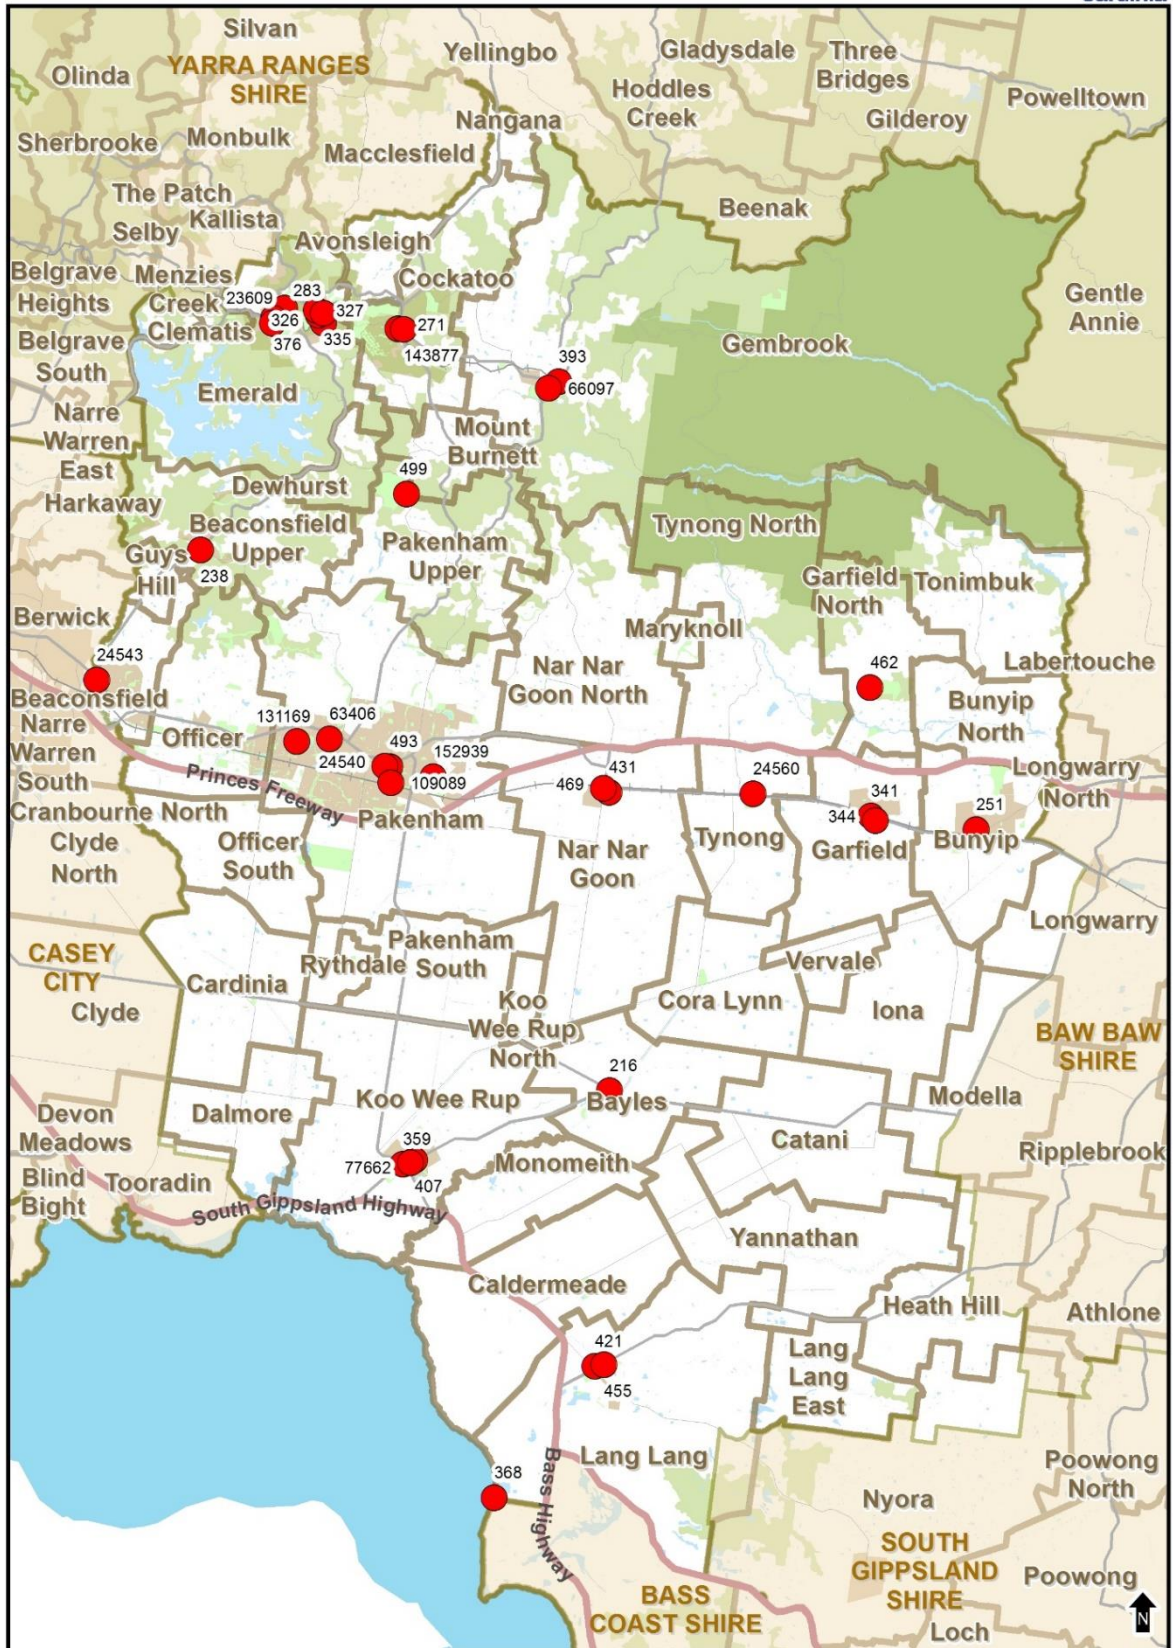 Silvan
Yellingbo
Gladysdale
Three
Bridges
Olinda
YARRA RANGES
SHIRE
Hoddles
Creek
Powelltown
Gilderoy
Nangana
Sherbrooke
Monbulk
Macclesfield
The Patch
Kallista
Selby
Beenak
Avonsleigh
Belgrave
Heights
Menzies
Creek
Clematis
Cockatoo
Gentle
Annie
23609
283
326
327
376
335
271
143877
Gembrook
Belgrave
South
393
66097
Emerald
Narre
Warren
East
Mount
Burnett
499
Dewhurst
Harkaway
Beaconsfield
Upper
Tynong North
Pakenham
Upper
Guys
Hill
238
Garfield
North
Tonimbuk
Berwick
Maryknoll
24543
Nar Nar
Goon North
462
Labertouche
Beaconsfield
Bunyip
North
Narre
Warren
South
Officer
131169
63406
493
24540
152939
109089
431
469
24560
341
344
251
Longwarry
North
Princes Freeway
Cranbourne North
Pakenham
Clyde
North
Officer
South
Nar Nar
Goon
Tynong
Garfield
Bunyip
Longwarry
CASEY
CITY
Pakenham
South
Rythdale
Vervale
Cardinia
Clyde
Koo
Wee Rup
North
Cora Lynn
Iona
BAW BAW
SHIRE
216
Bayles
Modella
Devon
Meadows
Dalmore
Koo Wee Rup
Catani
359
77662
407
Monomeith
Ripplebrook
Blind
Bight
Tooradin
South Gippsland Highway
Yannathan
Caldermeade
Heath Hill
Athlone
421
455
Lang
Lang
East
Lang Lang
368
Bass Highway
Poowong
North
Nyora
SOUTH
GIPPSLAND
SHIRE
Poowong
BASS
COAST SHIRE
N
Loch